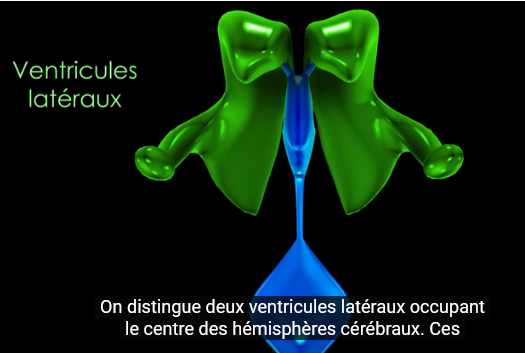 Ventricules
latéraux
On distingue deux ventricules latéraux occupant
le centre des hémisphères cérébraux. Ces